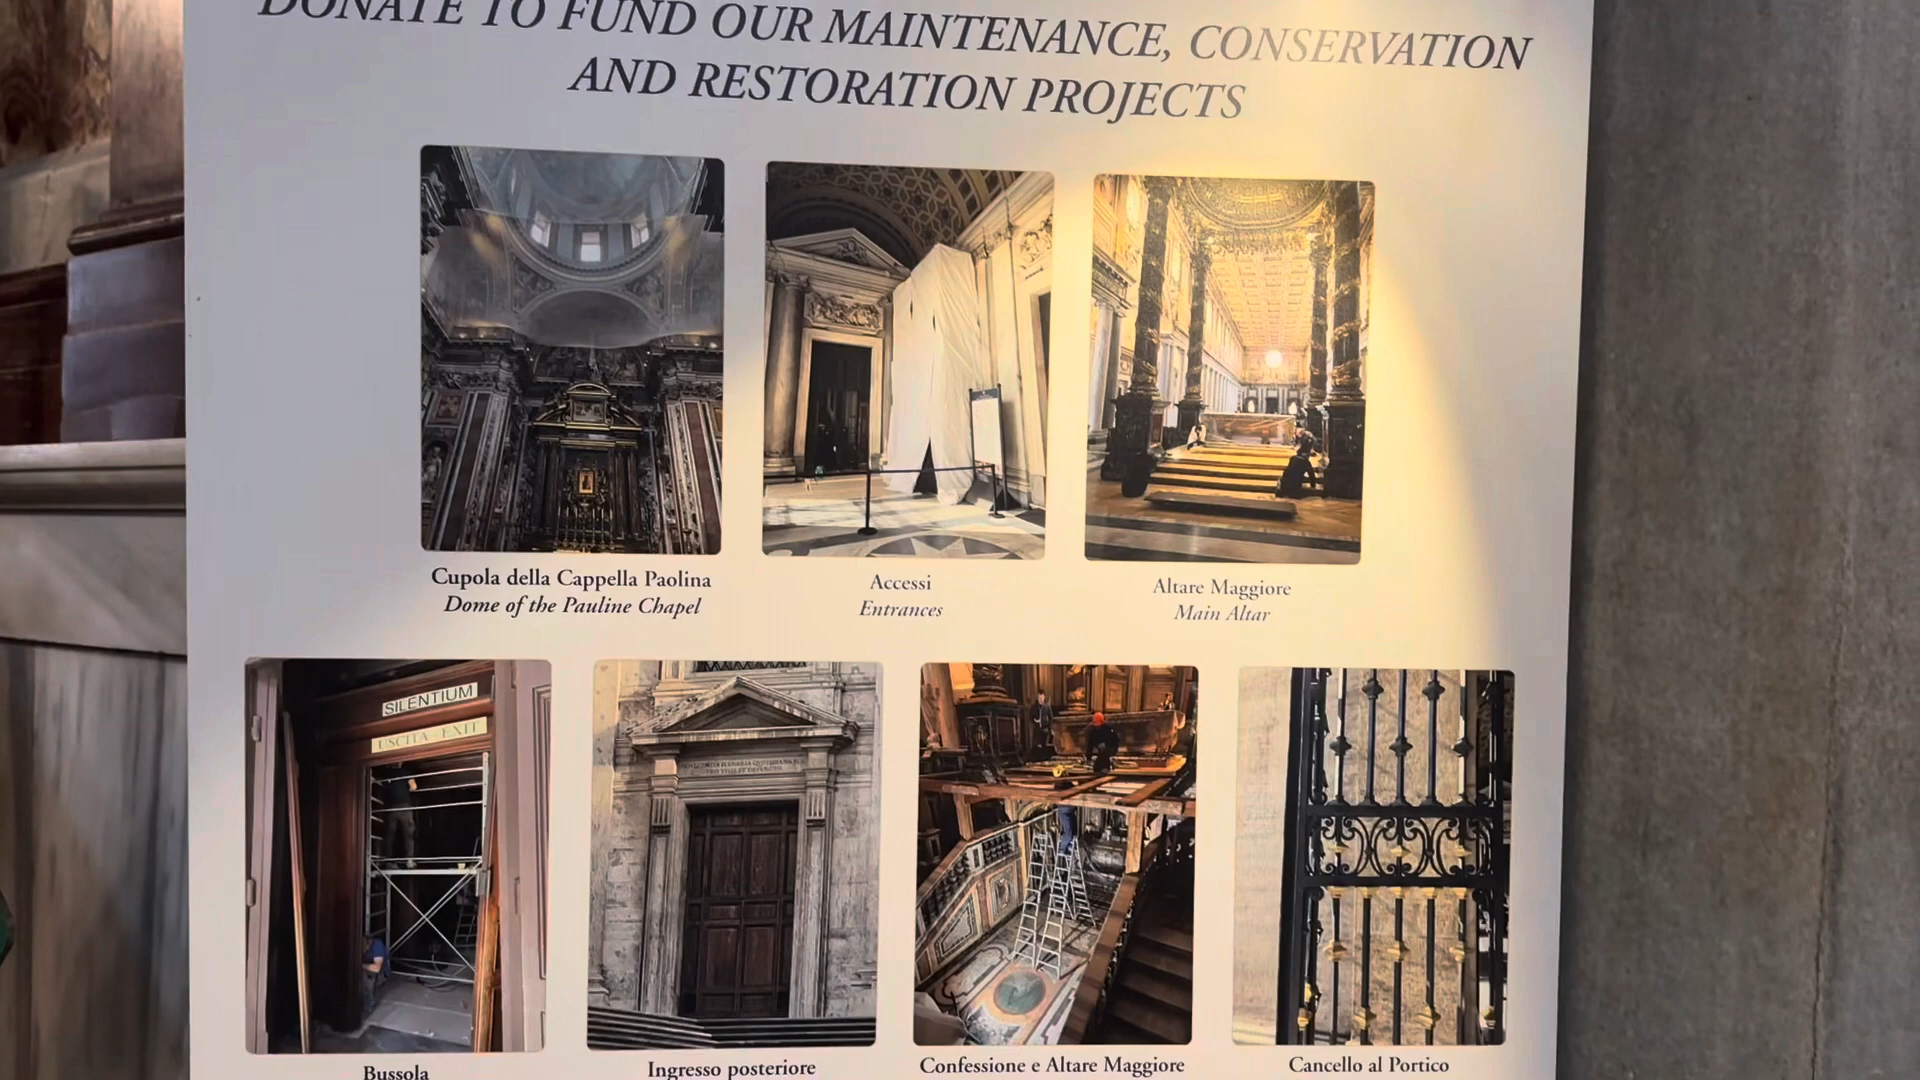 DONATE TO FUND OUR MAINTENANCE, CONSERVATION
AND RESTORATION PROJECTS
Cupola della Cappella Paolina
Dome of the Pauline Chapel
Accessi
Entrances
Altare Maggiore
Main Altar
SILENTIUM
USCITA - EXIT
Bussola
Ingresso posteriore
Confessione e Altare Maggiore
Cancello al Portico